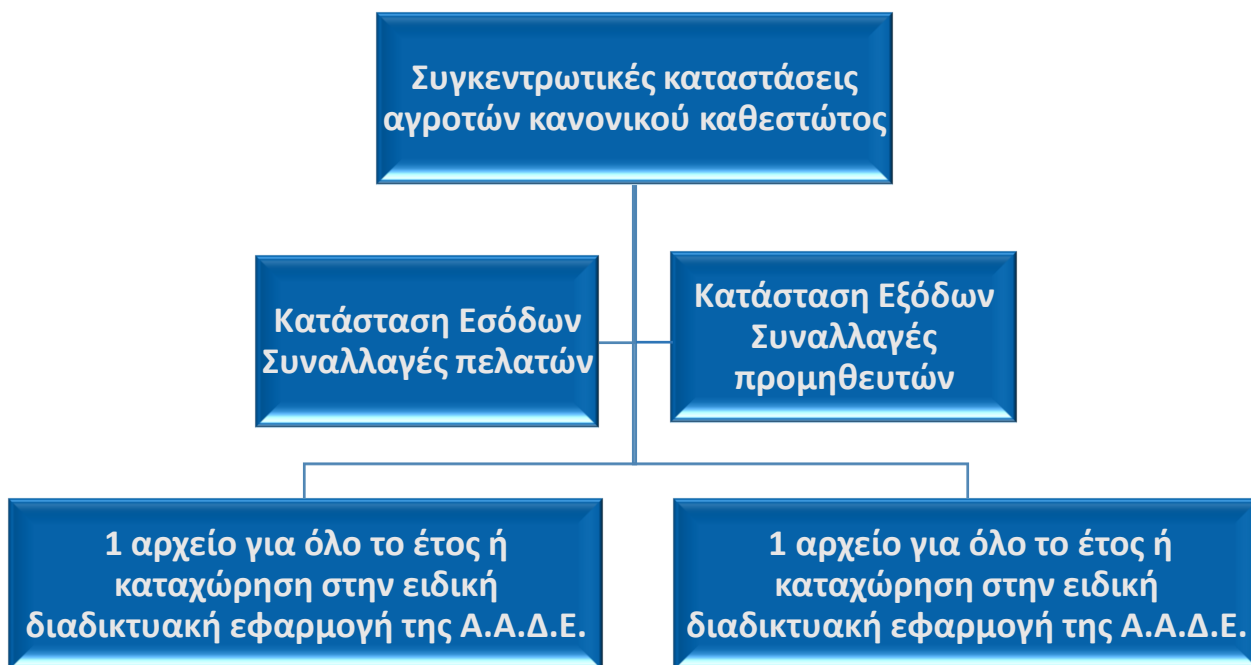 Συγκεντρωτικές καταστάσεις
αγροτών κανονικού καθεστώτος
Κατάσταση Εσόδων
Συναλλαγές πελατών
Κατάσταση Εξόδων
Συναλλαγές
προμηθευτών
1 αρχείο για όλο το έτος ή
καταχώρηση στην ειδική
διαδικτυακή εφαρμογή της Α.Α.Δ.Ε.
1 αρχείο για όλο το έτος ή
καταχώρηση στην ειδική
διαδικτυακή εφαρμογή της Α.Α.Δ.Ε.